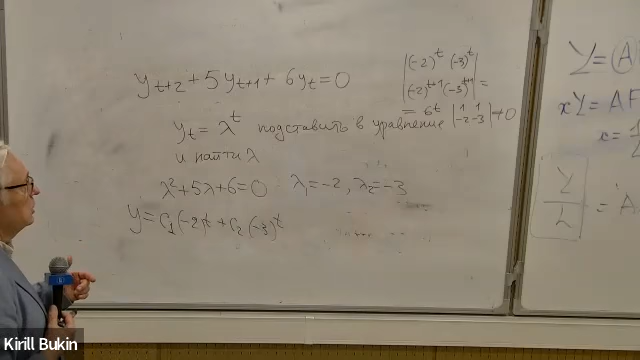 y_{t+2} + 5y_{t+1} + 6y_t = 0
y_t = λ^t подставить в уравнение
и найти λ
λ² + 5λ + 6 = 0 λ₁ = -2, λ₂ = -3
y = C₁(-2)^t + C₂(-3)^t
|(-2)^t (-3)^t|
|(-2)^{t+1} (-3)^{t+1}| =
= 6^t |1 1|
|-2 -3| ≠ 0
Y = A
xY = AF
x = 1
Y/L = A
Kirill Bukin